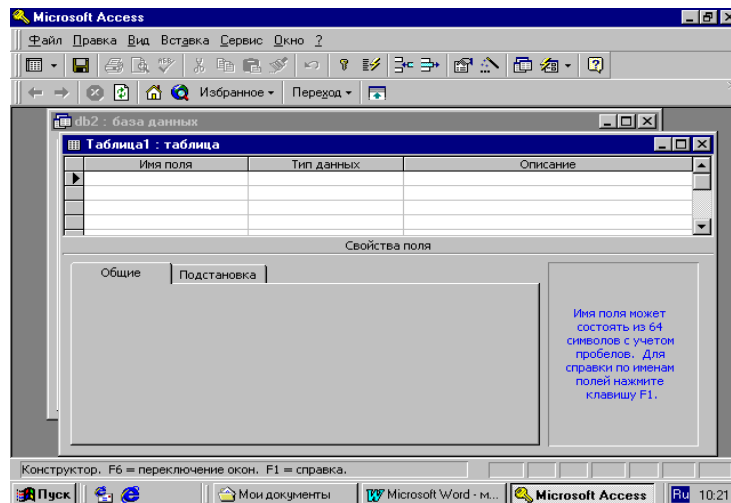 Microsoft Access
Файл Правка Вид Вставка Сервис Окно ?
Избранное Переход
db2 : база данных
Таблица1 : таблица
Имя поля Тип данных Описание
Свойства поля
Общие Подстановка
Имя поля может
состоять из 64
символов с учетом
пробелов. Для
справки по именам
полей нажмите
клавишу F1.
Конструктор. F6 = переключение окон. F1 = справка.
Пуск Мои документы Microsoft Word - м... Microsoft Access Ru 10:21